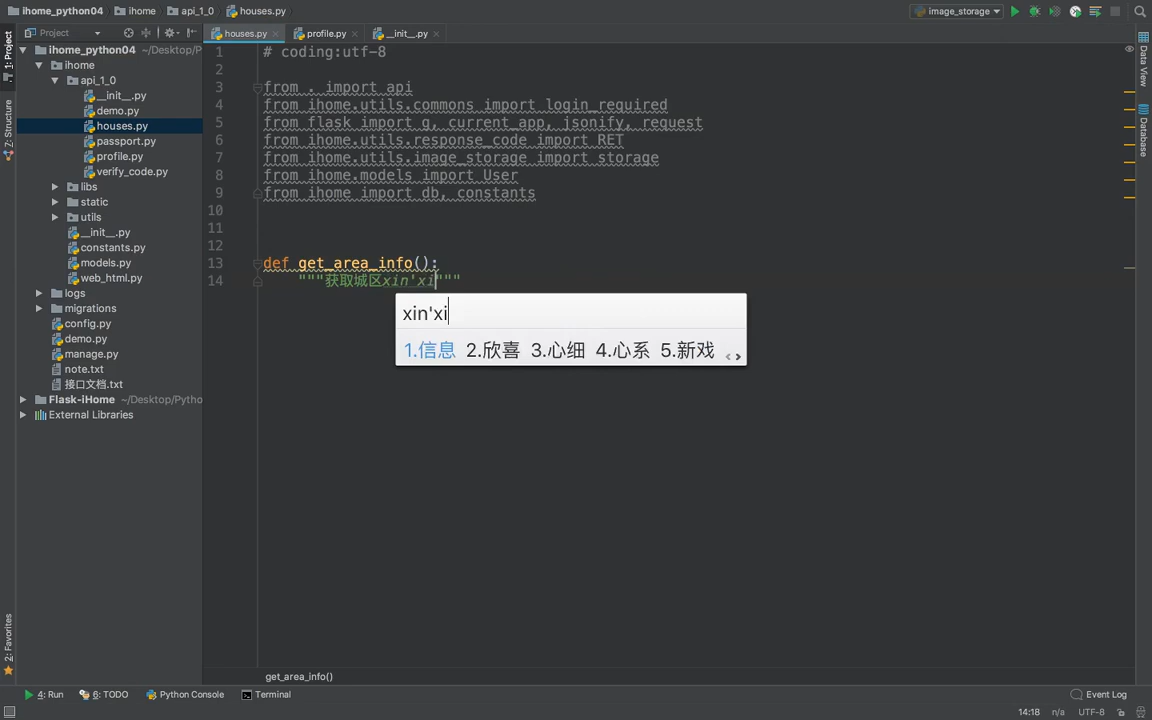 ihome_python04 ihome api_1_0 houses.py image_storage
Project houses.py profile.py __init__.py
ihome_python04 ~/Desktop/P
ihome
api_1_0
__init__.py
demo.py
houses.py
passport.py
profile.py
verify_code.py
libs
static
utils
__init__.py
constants.py
models.py
web_html.py
logs
migrations
config.py
demo.py
manage.py
note.txt
接口文档.txt
Flask-iHome ~/Desktop/Pytho
External Libraries
1: Project
Z: Structure
2: Favorites
1 # coding:utf-8
2
3 from . import api
4 from ihome.utils.commons import login_required
5 from flask import g, current_app, jsonify, request
6 from ihome.utils.response_code import RET
7 from ihome.utils.image_storage import storage
8 from ihome.models import User
9 from ihome import db, constants
10
11
12
13 def get_area_info():
14 """获取城区xin'xi"""
xin'xi
1.信息 2.欣喜 3.心细 4.心系 5.新戏 < >
get_area_info()
Data View
Database
4: Run 6: TODO Python Console Terminal Event Log
14:18 n/a UTF-8